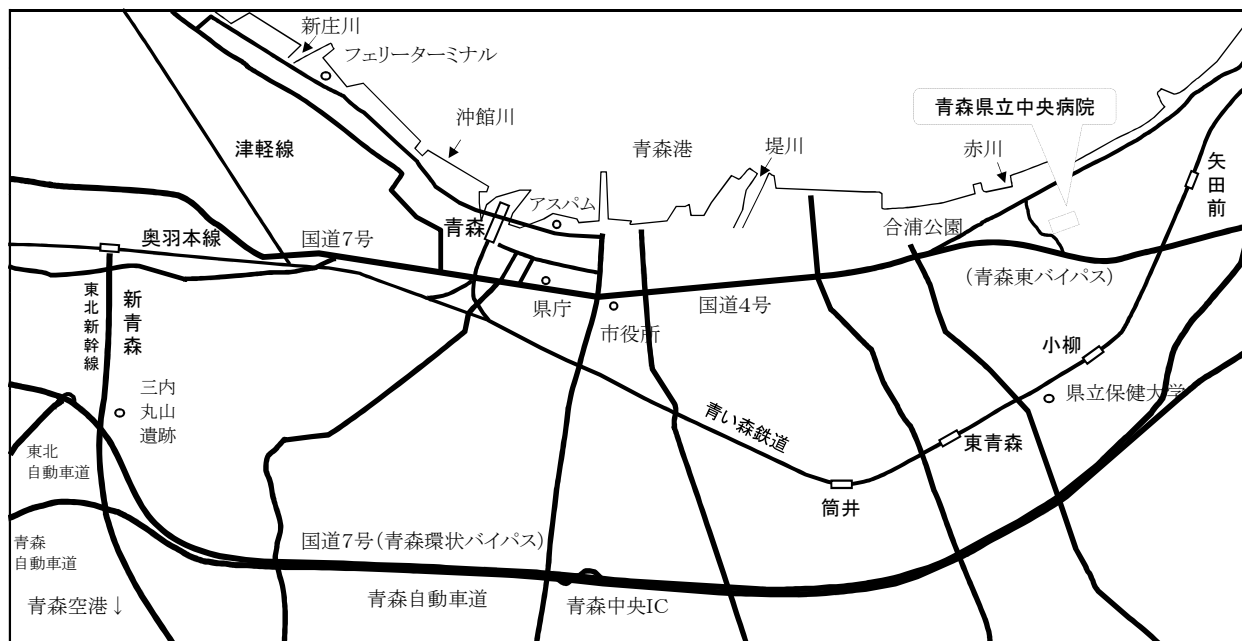 新庄川
フェリーターミナル
青森県立中央病院
沖館川
津軽線
青森港
堤川
赤川
矢田前
アスパム
青森
合浦公園
奥羽本線
国道7号
(青森東バイパス)
東北新幹線
新青森
県庁
市役所
国道4号
小柳
三内
丸山
遺跡
県立保健大学
青い森鉄道
東青森
東北
自動車道
筒井
国道7号(青森環状バイパス)
青森
自動車道
青森自動車道
青森中央IC
青森空港↓